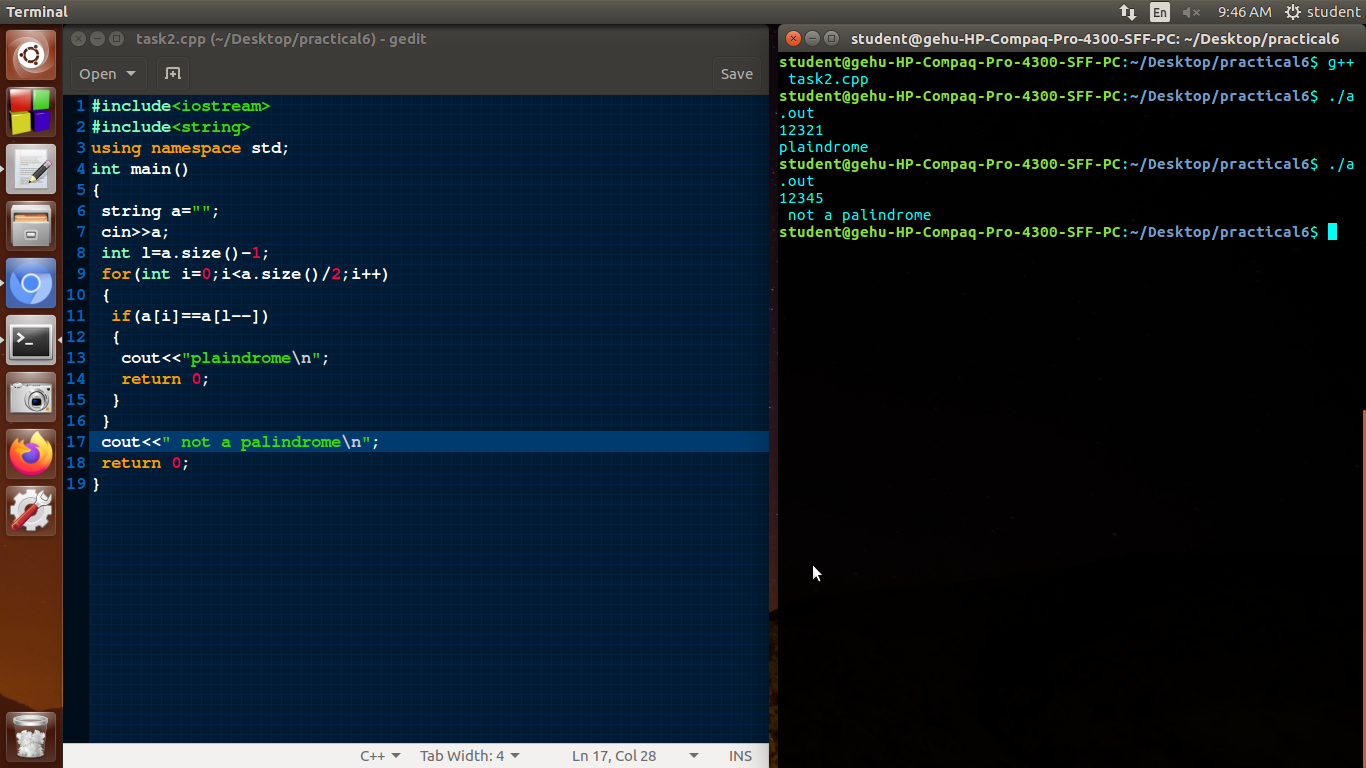 Terminal
En
9:46 AM
student
task2.cpp (~/Desktop/practical6) - gedit
Open
Save
1 #include<iostream>
2 #include<string>
3 using namespace std;
4 int main()
5 {
6 string a="";
7 cin>>a;
8 int l=a.size()-1;
9 for(int i=0;i<a.size()/2;i++)
10 {
11 if(a[i]==a[l--])
12 {
13 cout<<"plaindrome\n";
14 return 0;
15 }
16 }
17 cout<<" not a palindrome\n";
18 return 0;
19 }
C++
Tab Width: 4
Ln 17, Col 28
INS
student@gehu-HP-Compaq-Pro-4300-SFF-PC: ~/Desktop/practical6
student@gehu-HP-Compaq-Pro-4300-SFF-PC:~/Desktop/practical6$ g++
task2.cpp
student@gehu-HP-Compaq-Pro-4300-SFF-PC:~/Desktop/practical6$ ./a
.out
12321
plaindrome
student@gehu-HP-Compaq-Pro-4300-SFF-PC:~/Desktop/practical6$ ./a
.out
12345
not a palindrome
student@gehu-HP-Compaq-Pro-4300-SFF-PC:~/Desktop/practical6$